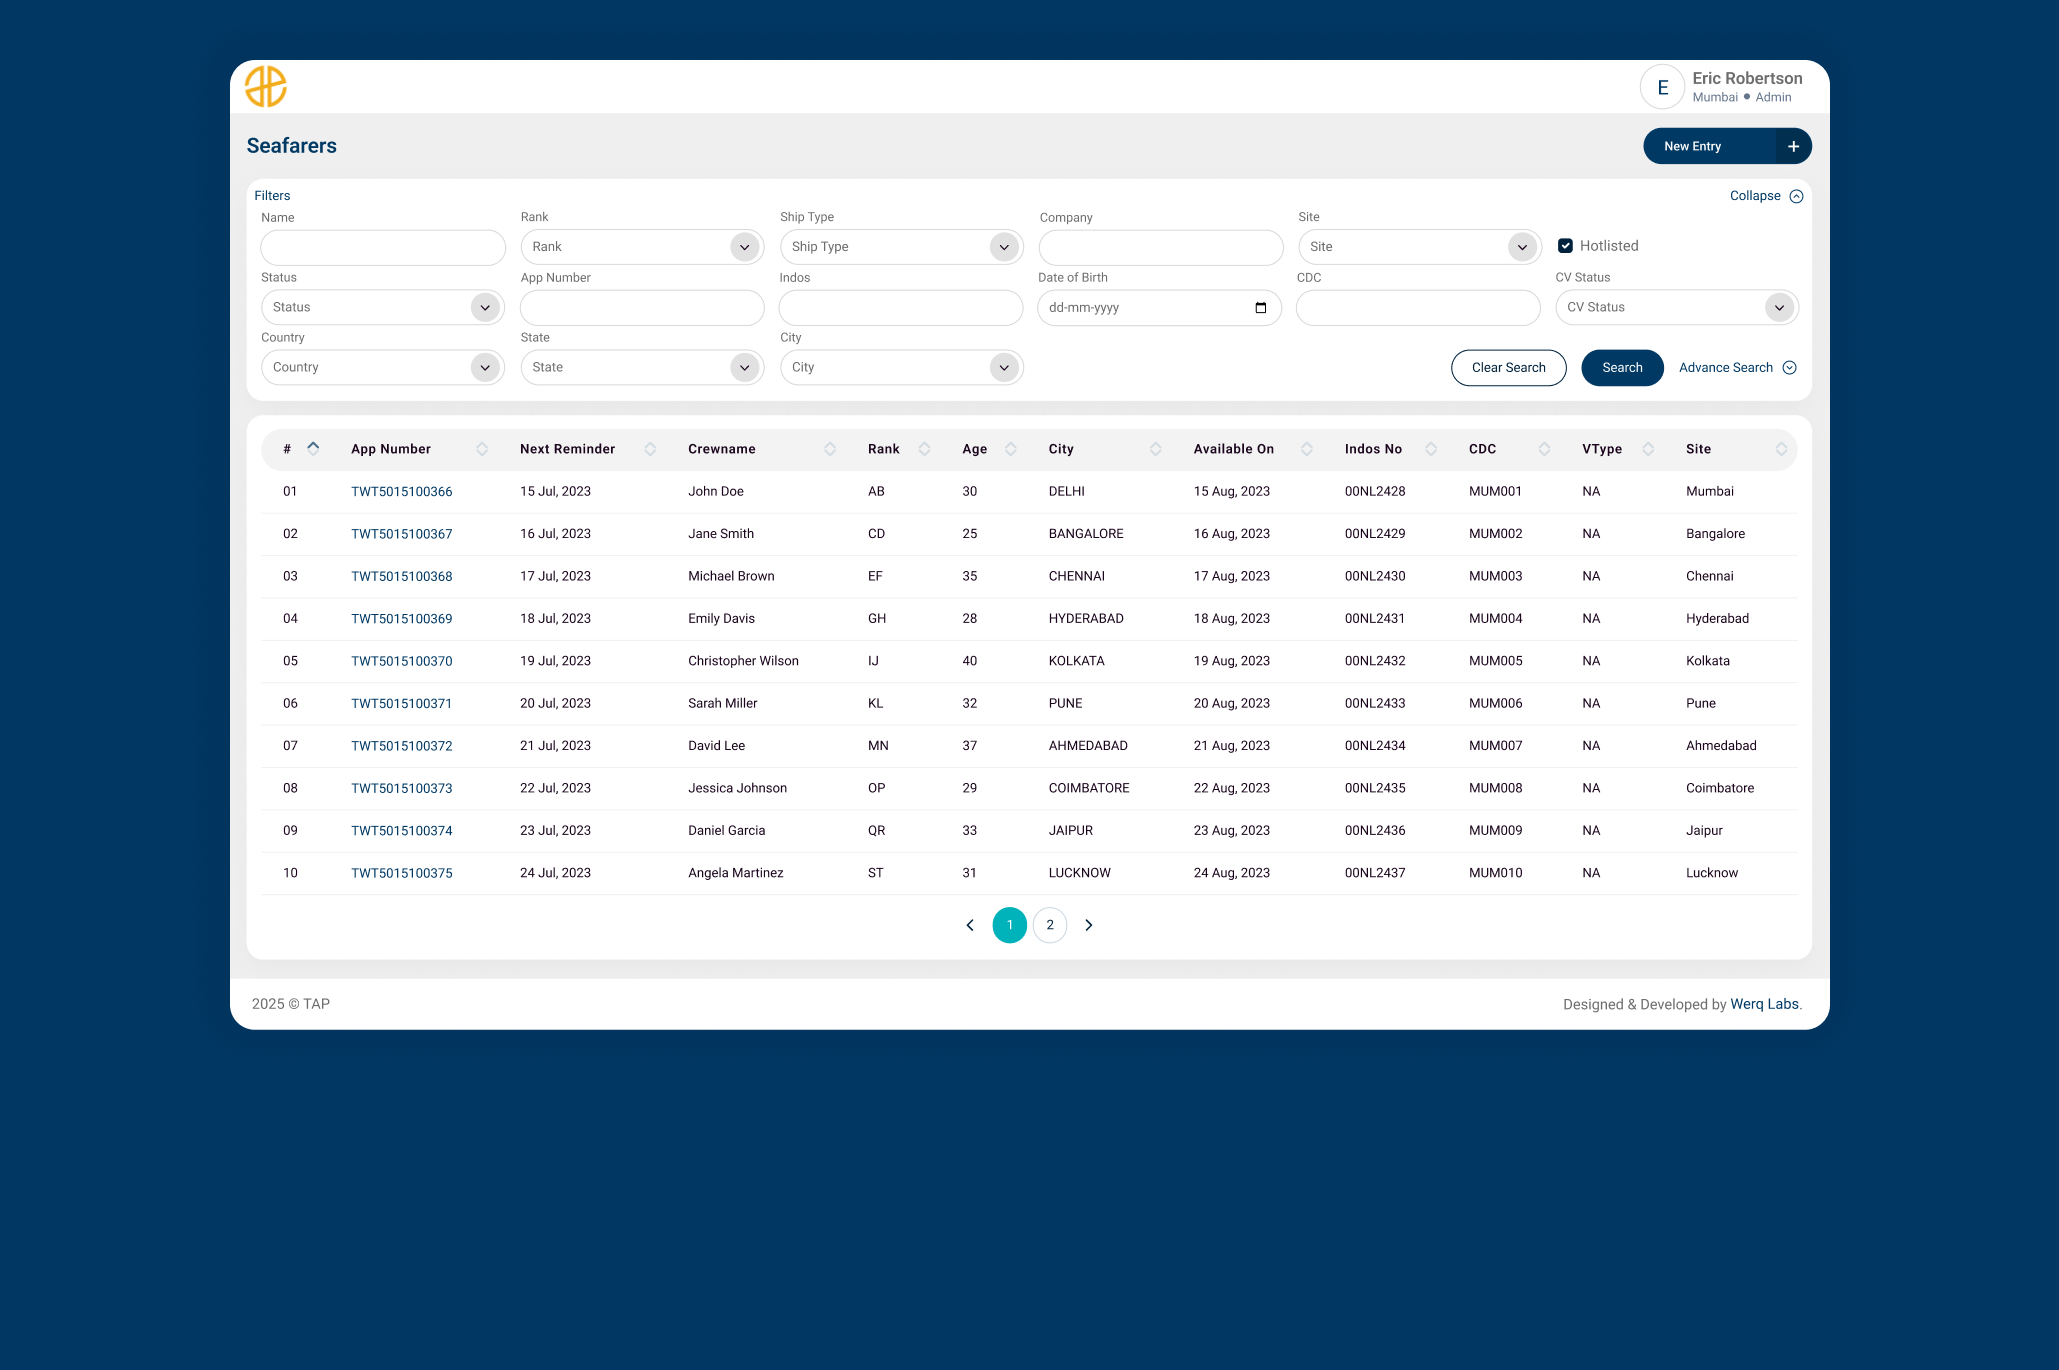 E
Eric Robertson
Mumbai • Admin
Seafarers
New Entry +
Filters
Collapse
Name Rank Ship Type Company Site
Rank Ship Type Site Hotlisted
Status App Number Indos Date of Birth CDC CV Status
Status dd-mm-yyyy CV Status
Country State City
Country State City Clear Search Search Advance Search
# App Number Next Reminder Crewname Rank Age City Available On Indos No CDC VType Site
01 TWT5015100366 15 Jul, 2023 John Doe AB 30 DELHI 15 Aug, 2023 00NL2428 MUM001 NA Mumbai
02 TWT5015100367 16 Jul, 2023 Jane Smith CD 25 BANGALORE 16 Aug, 2023 00NL2429 MUM002 NA Bangalore
03 TWT5015100368 17 Jul, 2023 Michael Brown EF 35 CHENNAI 17 Aug, 2023 00NL2430 MUM003 NA Chennai
04 TWT5015100369 18 Jul, 2023 Emily Davis GH 28 HYDERABAD 18 Aug, 2023 00NL2431 MUM004 NA Hyderabad
05 TWT5015100370 19 Jul, 2023 Christopher Wilson IJ 40 KOLKATA 19 Aug, 2023 00NL2432 MUM005 NA Kolkata
06 TWT5015100371 20 Jul, 2023 Sarah Miller KL 32 PUNE 20 Aug, 2023 00NL2433 MUM006 NA Pune
07 TWT5015100372 21 Jul, 2023 David Lee MN 37 AHMEDABAD 21 Aug, 2023 00NL2434 MUM007 NA Ahmedabad
08 TWT5015100373 22 Jul, 2023 Jessica Johnson OP 29 COIMBATORE 22 Aug, 2023 00NL2435 MUM008 NA Coimbatore
09 TWT5015100374 23 Jul, 2023 Daniel Garcia QR 33 JAIPUR 23 Aug, 2023 00NL2436 MUM009 NA Jaipur
10 TWT5015100375 24 Jul, 2023 Angela Martinez ST 31 LUCKNOW 24 Aug, 2023 00NL2437 MUM010 NA Lucknow
1 2
2025 © TAP
Designed & Developed by Werq Labs.